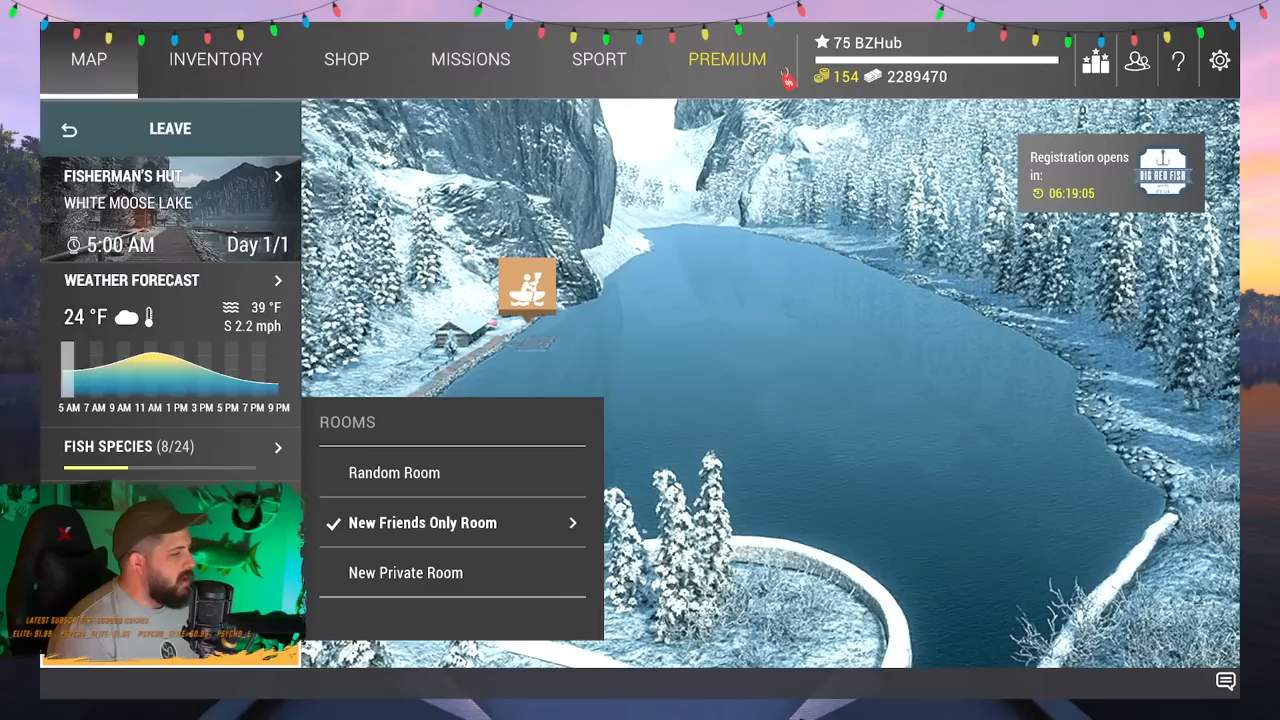 MAP
INVENTORY
SHOP
MISSIONS
SPORT
PREMIUM
75 BZHub
154 2289470
LEAVE
FISHERMAN'S HUT
WHITE MOOSE LAKE
5:00 AM Day 1/1
WEATHER FORECAST
24 °F
39 °F
S 2.2 mph
5 AM 7 AM 9 AM 11 AM 1 PM 3 PM 5 PM 7 PM 9 PM
FISH SPECIES (8/24)
ROOMS
Random Room
New Friends Only Room
New Private Room
Registration opens
in:
06:19:05
BIG RED FISH
LATEST SUBSCRIBERS: